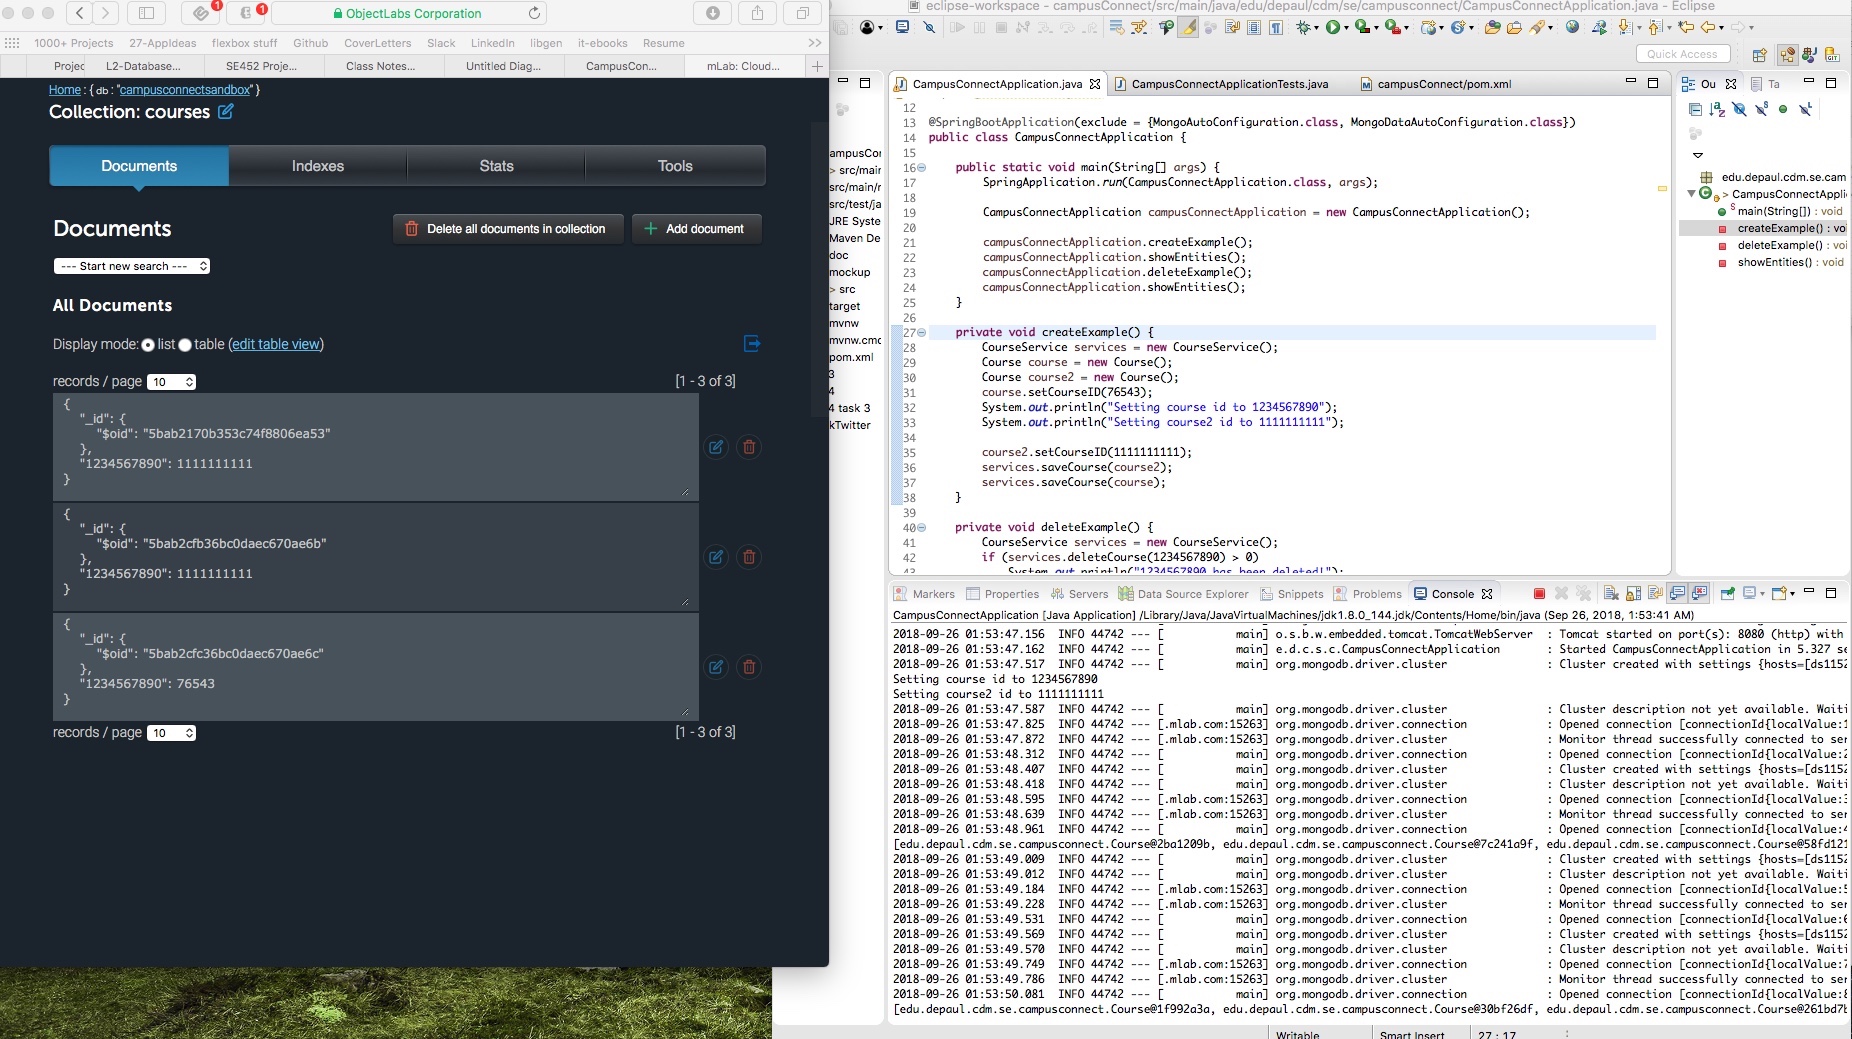 ObjectLabs Corporation
1000+ Projects 27-AppIdeas flexbox stuff Github CoverLetters Slack LinkedIn libgen it-ebooks Resume
Projec L2-Database... SE452 Proje... Class Notes... Untitled Diag... CampusCon... mLab: Cloud...
Home : { db : "campusconnectsandbox" }
Collection: courses
Documents Indexes Stats Tools
Documents
Delete all documents in collection
Add document
--- Start new search ---
All Documents
Display mode: list table (edit table view)
records / page 10 [1 - 3 of 3]
{
"_id": {
"$oid": "5bab2170b353c74f8806ea53"
},
"1234567890": 1111111111
}
{
"_id": {
"$oid": "5bab2cfb36bc0daec670ae6b"
},
"1234567890": 1111111111
}
{
"_id": {
"$oid": "5bab2cfc36bc0daec670ae6c"
},
"1234567890": 76543
}
records / page 10 [1 - 3 of 3]
eclipse-workspace - campusConnect/src/main/java/edu/depaul/cdm/se/campusconnect/CampusConnectApplication.java - Eclipse
Quick Access
ampusCor
> src/main
src/main/r
src/test/ja
JRE Syste
Maven De
doc
mockup
> src
target
mvnw
mvnw.cmd
pom.xml
3
4
4 task 3
kTwitter
CampusConnectApplication.java CampusConnectApplicationTests.java campusConnect/pom.xml
12
13 @SpringBootApplication(exclude = {MongoAutoConfiguration.class, MongoDataAutoConfiguration.class})
14 public class CampusConnectApplication {
15
16 public static void main(String[] args) {
17 SpringApplication.run(CampusConnectApplication.class, args);
18
19 CampusConnectApplication campusConnectApplication = new CampusConnectApplication();
20
21 campusConnectApplication.createExample();
22 campusConnectApplication.showEntities();
23 campusConnectApplication.deleteExample();
24 campusConnectApplication.showEntities();
25 }
26
27 private void createExample() {
28 CourseService services = new CourseService();
29 Course course = new Course();
30 Course course2 = new Course();
31 course.setCourseID(76543);
32 System.out.println("Setting course id to 1234567890");
33 System.out.println("Setting course2 id to 1111111111");
34
35 course2.setCourseID(1111111111);
36 services.saveCourse(course2);
37 services.saveCourse(course);
38 }
39
40 private void deleteExample() {
41 CourseService services = new CourseService();
42 if (services.deleteCourse(1234567890) > 0)
43 System.out.println("1234567890 has been deleted!");
Ou Ta
edu.depaul.cdm.se.cam
> CampusConnectAppli
main(String[]) : void
createExample() : voi
deleteExample() : voi
showEntities() : void
Markers Properties Servers Data Source Explorer Snippets Problems Console
CampusConnectApplication [Java Application] /Library/Java/JavaVirtualMachines/jdk1.8.0_144.jdk/Contents/Home/bin/java (Sep 26, 2018, 1:53:41 AM)
2018-09-26 01:53:47.156 INFO 44742 --- [ main] o.s.b.w.embedded.tomcat.TomcatWebServer : Tomcat started on port(s): 8080 (http) with
2018-09-26 01:53:47.162 INFO 44742 --- [ main] e.d.c.s.c.CampusConnectApplication : Started CampusConnectApplication in 5.327 se
2018-09-26 01:53:47.517 INFO 44742 --- [ main] org.mongodb.driver.cluster : Cluster created with settings {hosts=[ds1152
Setting course id to 1234567890
Setting course2 id to 1111111111
2018-09-26 01:53:47.587 INFO 44742 --- [ main] org.mongodb.driver.cluster : Cluster description not yet available. Waiti
2018-09-26 01:53:47.825 INFO 44742 --- [.mlab.com:15263] org.mongodb.driver.connection : Opened connection [connectionId{localValue:1
2018-09-26 01:53:47.872 INFO 44742 --- [.mlab.com:15263] org.mongodb.driver.cluster : Monitor thread successfully connected to ser
2018-09-26 01:53:48.312 INFO 44742 --- [ main] org.mongodb.driver.connection : Opened connection [connectionId{localValue:2
2018-09-26 01:53:48.407 INFO 44742 --- [ main] org.mongodb.driver.cluster : Cluster created with settings {hosts=[ds1152
2018-09-26 01:53:48.418 INFO 44742 --- [ main] org.mongodb.driver.cluster : Cluster description not yet available. Waiti
2018-09-26 01:53:48.595 INFO 44742 --- [.mlab.com:15263] org.mongodb.driver.connection : Opened connection [connectionId{localValue:3
2018-09-26 01:53:48.639 INFO 44742 --- [.mlab.com:15263] org.mongodb.driver.cluster : Monitor thread successfully connected to ser
2018-09-26 01:53:48.961 INFO 44742 --- [ main] org.mongodb.driver.connection : Opened connection [connectionId{localValue:4
[edu.depaul.cdm.se.campusconnect.Course@2ba1209b, edu.depaul.cdm.se.campusconnect.Course@7c241a9f, edu.depaul.cdm.se.campusconnect.Course@58fd121
2018-09-26 01:53:49.009 INFO 44742 --- [ main] org.mongodb.driver.cluster : Cluster created with settings {hosts=[ds1152
2018-09-26 01:53:49.012 INFO 44742 --- [ main] org.mongodb.driver.cluster : Cluster description not yet available. Waiti
2018-09-26 01:53:49.184 INFO 44742 --- [.mlab.com:15263] org.mongodb.driver.connection : Opened connection [connectionId{localValue:5
2018-09-26 01:53:49.228 INFO 44742 --- [.mlab.com:15263] org.mongodb.driver.cluster : Monitor thread successfully connected to ser
2018-09-26 01:53:49.531 INFO 44742 --- [ main] org.mongodb.driver.connection : Opened connection [connectionId{localValue:6
2018-09-26 01:53:49.569 INFO 44742 --- [ main] org.mongodb.driver.cluster : Cluster created with settings {hosts=[ds1152
2018-09-26 01:53:49.570 INFO 44742 --- [ main] org.mongodb.driver.cluster : Cluster description not yet available. Waiti
2018-09-26 01:53:49.749 INFO 44742 --- [.mlab.com:15263] org.mongodb.driver.connection : Opened connection [connectionId{localValue:7
2018-09-26 01:53:49.786 INFO 44742 --- [.mlab.com:15263] org.mongodb.driver.cluster : Monitor thread successfully connected to ser
2018-09-26 01:53:50.081 INFO 44742 --- [ main] org.mongodb.driver.connection : Opened connection [connectionId{localValue:8
[edu.depaul.cdm.se.campusconnect.Course@1f992a3a, edu.depaul.cdm.se.campusconnect.Course@30bf26df, edu.depaul.cdm.se.campusconnect.Course@261bd7b
Writable Smart Insert 27 : 17